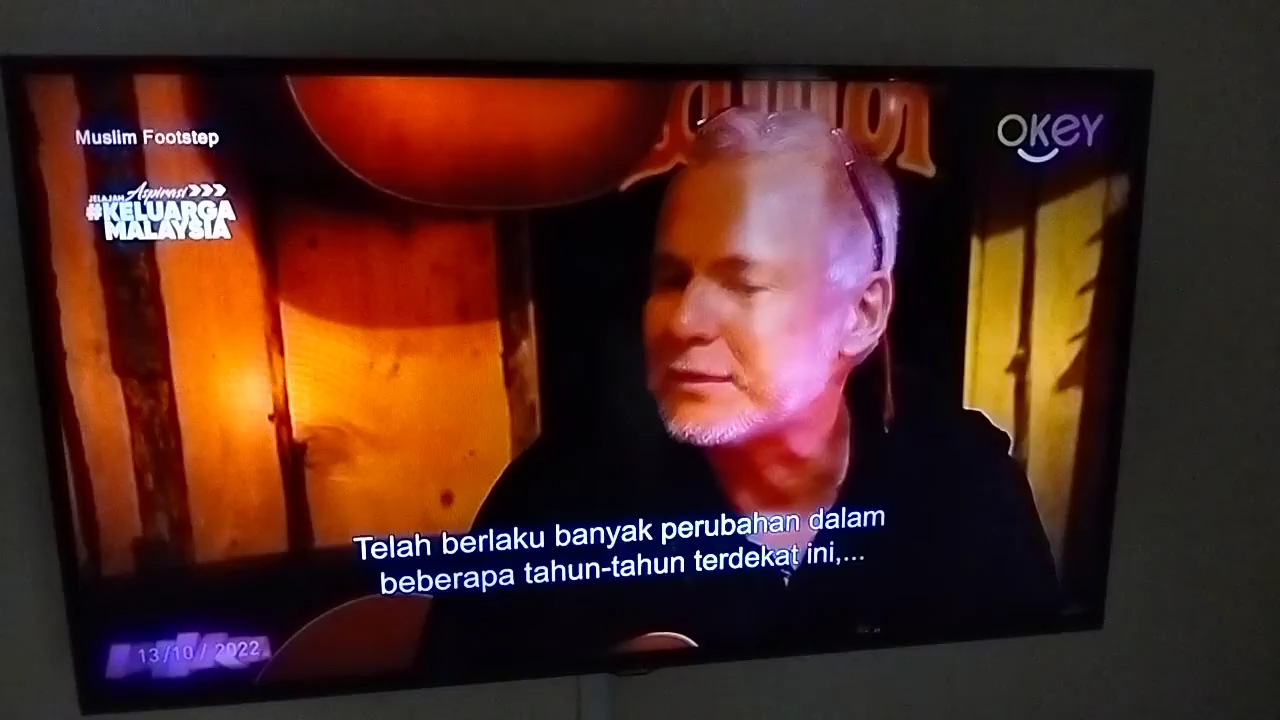 Muslim Footstep
OKEY
JELAJAH Aspirasi
#KELUARGA
MALAYSIA
Telah berlaku banyak perubahan dalam
beberapa tahun-tahun terdekat ini,...
13/10/2022